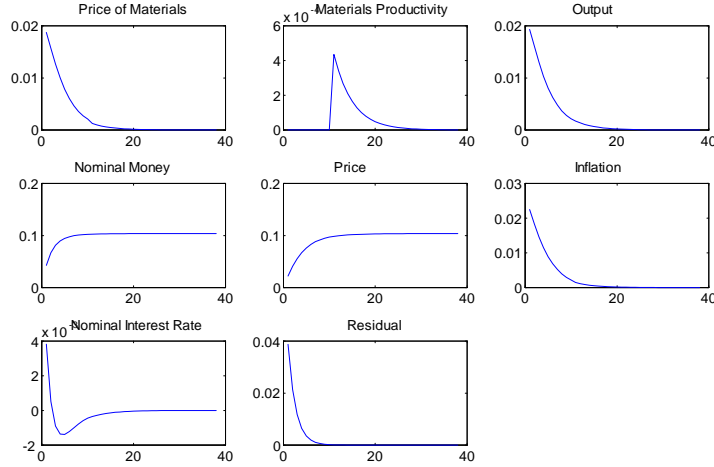 Price of Materials
0.02
0.01
0
0 20 40
x 10
Materials Productivity
6
4
2
0
0 20 40
Output
0.02
0.01
0
0 20 40
Nominal Money
0.2
0.1
0
0 20 40
Price
0.2
0.1
0
0 20 40
Inflation
0.03
0.02
0.01
0
0 20 40
x 10
Nominal Interest Rate
4
2
0
-2
0 20 40
Residual
0.04
0.02
0
0 20 40